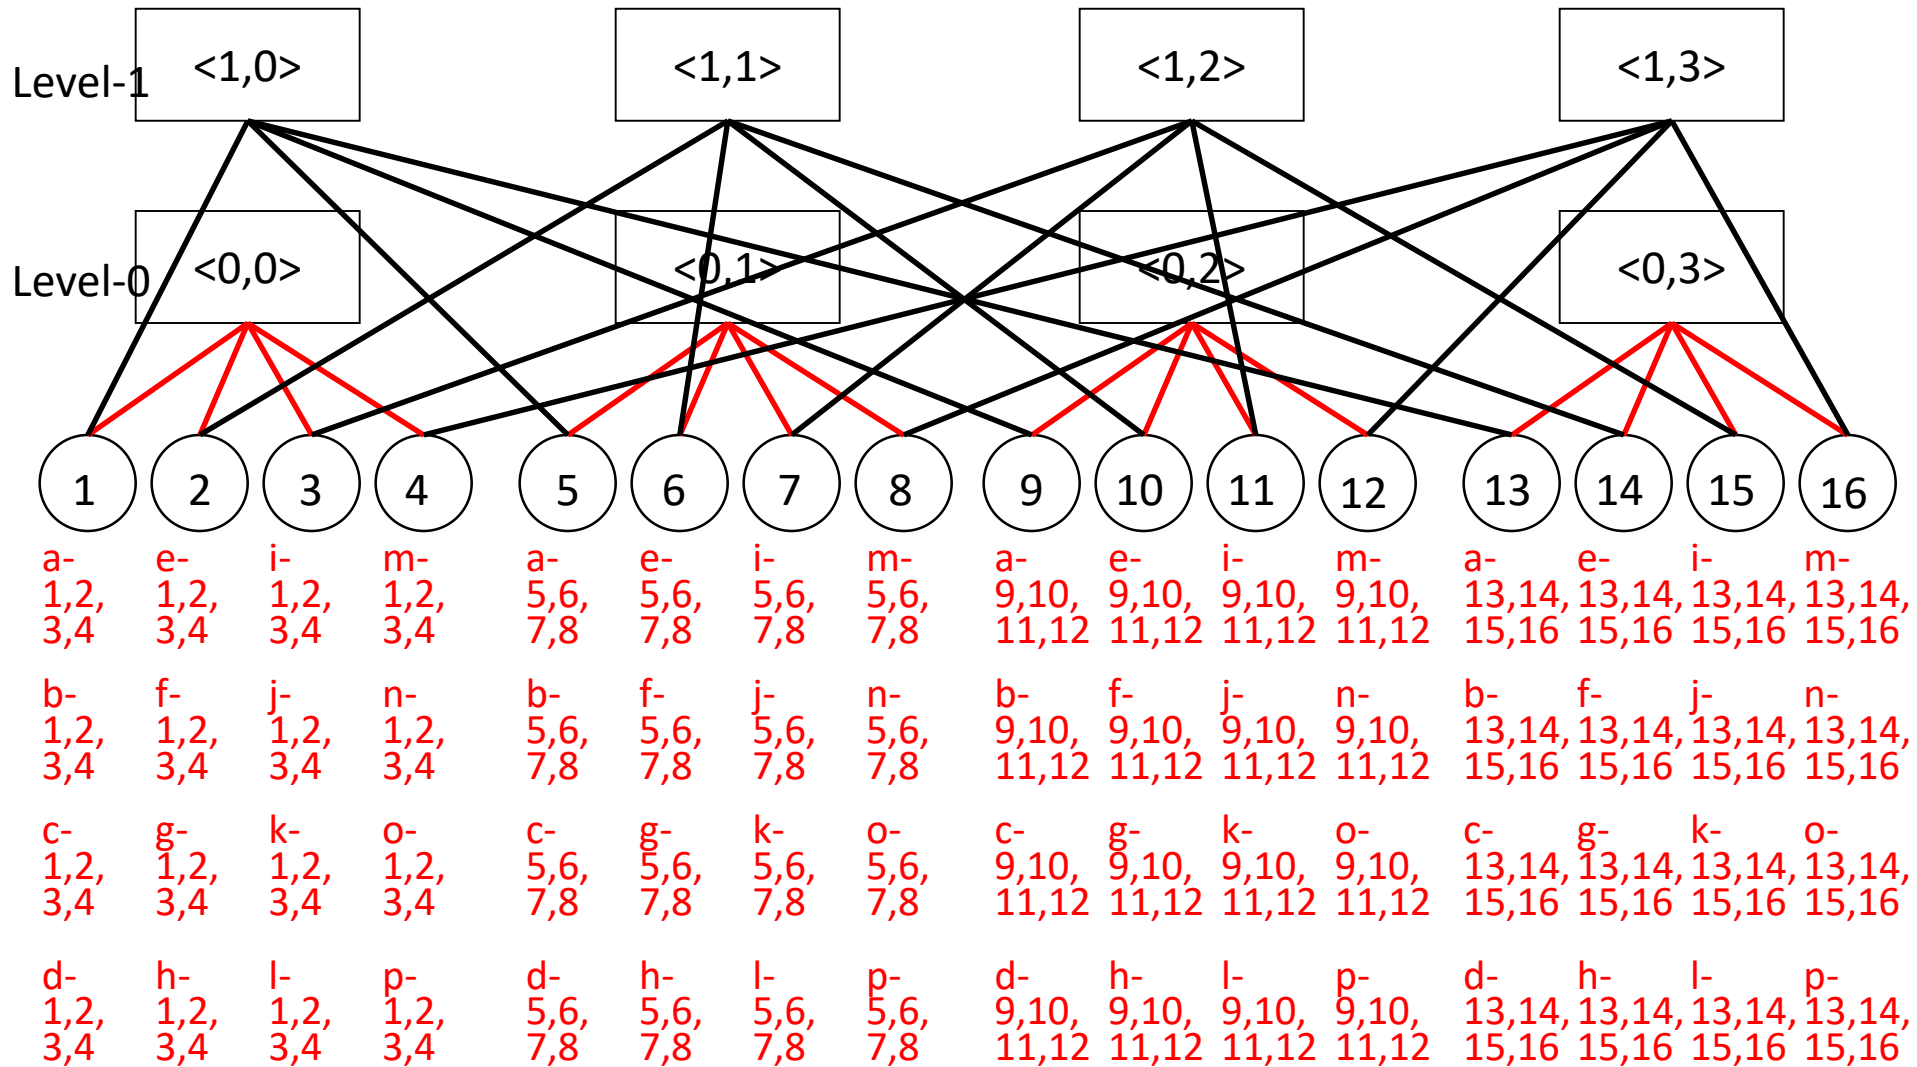 <1,0> <1,1> <1,2> <1,3>
Level-1
<0,0> <0,1> <0,2> <0,3>
Level-0
1 2 3 4 5 6 7 8 9 10 11 12 13 14 15 16
a- e- i- m- a- e- i- m- a- e- i- m- a- e- i- m-
1,2, 1,2, 1,2, 1,2, 5,6, 5,6, 5,6, 5,6, 9,10, 9,10, 9,10, 9,10, 13,14, 13,14, 13,14, 13,14,
3,4 3,4 3,4 3,4 7,8 7,8 7,8 7,8 11,12 11,12 11,12 11,12 15,16 15,16 15,16 15,16
b- f- j- n- b- f- j- n- b- f- j- n- b- f- j- n-
1,2, 1,2, 1,2, 1,2, 5,6, 5,6, 5,6, 5,6, 9,10, 9,10, 9,10, 9,10, 13,14, 13,14, 13,14, 13,14,
3,4 3,4 3,4 3,4 7,8 7,8 7,8 7,8 11,12 11,12 11,12 11,12 15,16 15,16 15,16 15,16
c- g- k- o- c- g- k- o- c- g- k- o- c- g- k- o-
1,2, 1,2, 1,2, 1,2, 5,6, 5,6, 5,6, 5,6, 9,10, 9,10, 9,10, 9,10, 13,14, 13,14, 13,14, 13,14,
3,4 3,4 3,4 3,4 7,8 7,8 7,8 7,8 11,12 11,12 11,12 11,12 15,16 15,16 15,16 15,16
d- h- l- p- d- h- l- p- d- h- l- p- d- h- l- p-
1,2, 1,2, 1,2, 1,2, 5,6, 5,6, 5,6, 5,6, 9,10, 9,10, 9,10, 9,10, 13,14, 13,14, 13,14, 13,14,
3,4 3,4 3,4 3,4 7,8 7,8 7,8 7,8 11,12 11,12 11,12 11,12 15,16 15,16 15,16 15,16